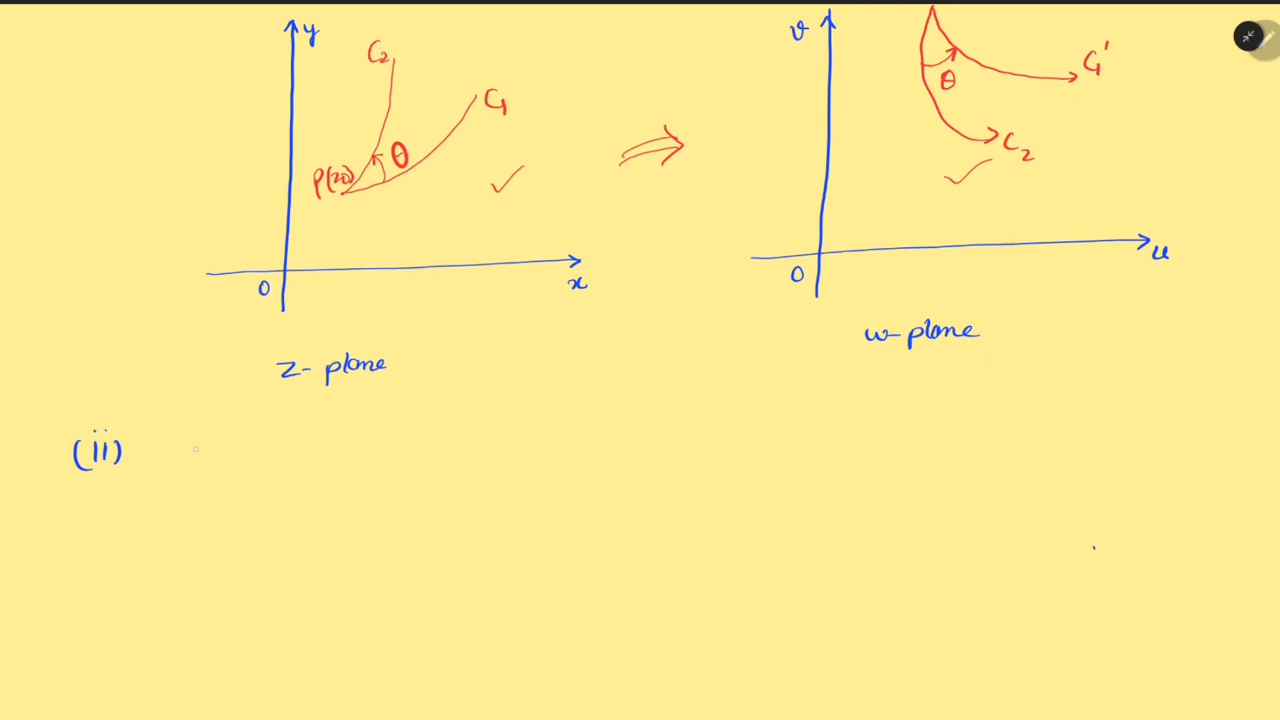 y
C₂
C₁
θ
P(z₀)
0
x
z-plane
v
C₁'
θ
C₂
0
u
w-plane
(ii)